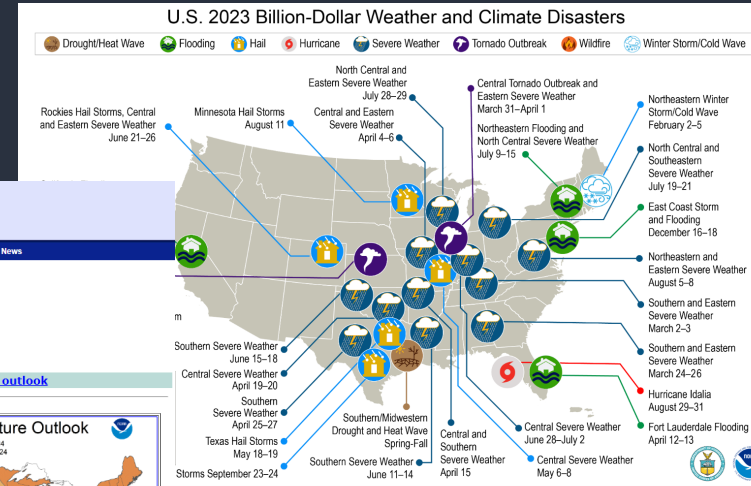 U.S. 2023 Billion-Dollar Weather and Climate Disasters
Drought/Heat Wave
Flooding
Hail
Hurricane
Severe Weather
Tornado Outbreak
Wildfire
Winter Storm/Cold Wave
North Central and
Eastern Severe Weather
July 28–29
Central Tornado Outbreak and
Eastern Severe Weather
March 31–April 1
Rockies Hail Storms, Central
and Eastern Severe Weather
June 21–26
Minnesota Hail Storms
August 11
Central and Eastern
Severe Weather
April 4–6
Northeastern Flooding and
North Central Severe Weather
July 9–15
Northeastern Winter
Storm/Cold Wave
February 2–5
North Central and
Southeastern
Severe Weather
July 19–21
East Coast Storm
and Flooding
December 16–18
Northeastern and
Eastern Severe Weather
August 5–8
Southern and Eastern
Severe Weather
March 2–3
Southern and Eastern
Severe Weather
March 24–26
Hurricane Idalia
August 29–31
Fort Lauderdale Flooding
April 12–13
News
m
Southern Severe Weather
June 15–18
Central Severe Weather
April 19–20
Southern
Severe Weather
April 25–27
Texas Hail Storms
May 18–19
Storms September 23–24
Southern/Midwestern
Drought and Heat Wave
Spring-Fall
Southern Severe Weather
June 11–14
Central and
Southern
Severe Weather
April 15
Central Severe Weather
June 28–July 2
Central Severe Weather
May 6–8
outlook
ture Outlook
4
24